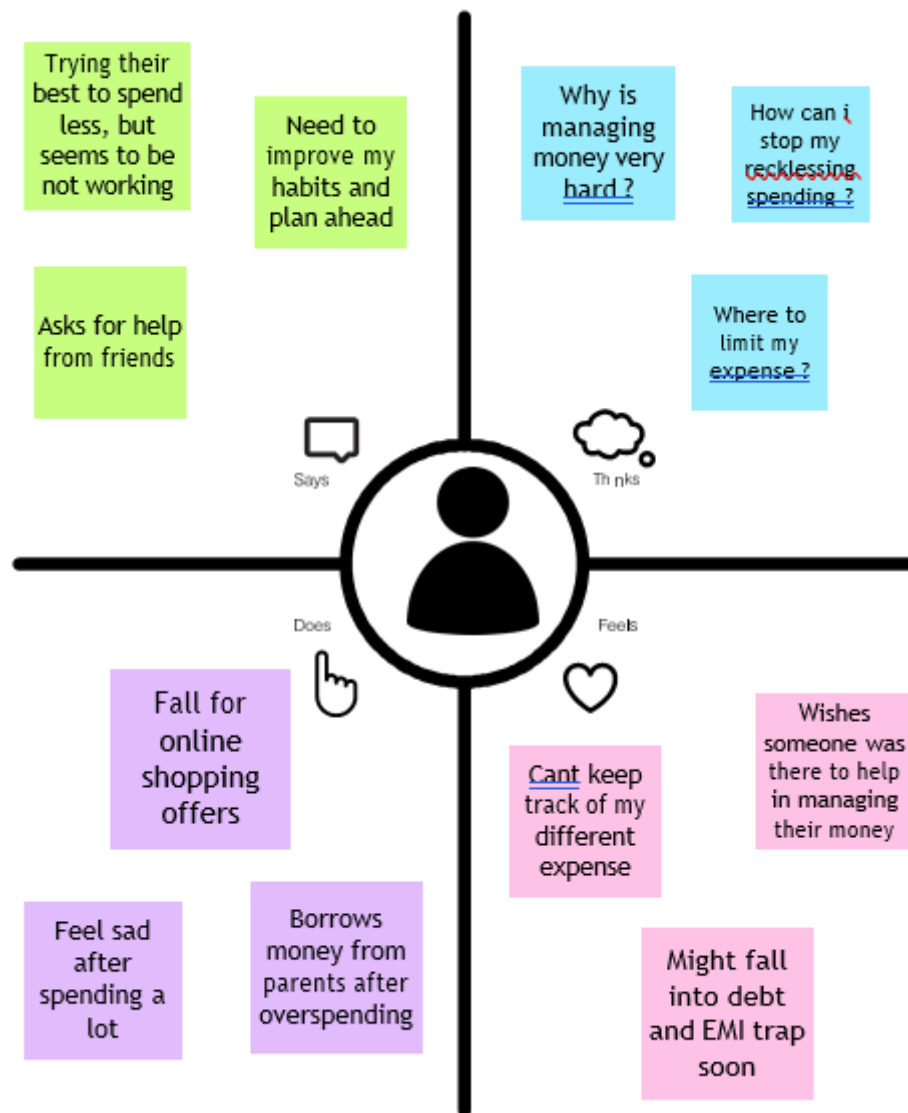 Trying their
best to spend
less, but
seems to be
not working
Need to
improve my
habits and
plan ahead
Asks for help
from friends
Says
Why is
managing
money very
hard ?
How can i
stop my
recklessing
spending ?
Where to
limit my
expense ?
Thinks
Does
Fall for
online
shopping
offers
Feel sad
after
spending a
lot
Borrows
money from
parents after
overspending
Feels
Cant keep
track of my
different
expense
Wishes
someone was
there to help
in managing
their money
Might fall
into debt
and EMI trap
soon